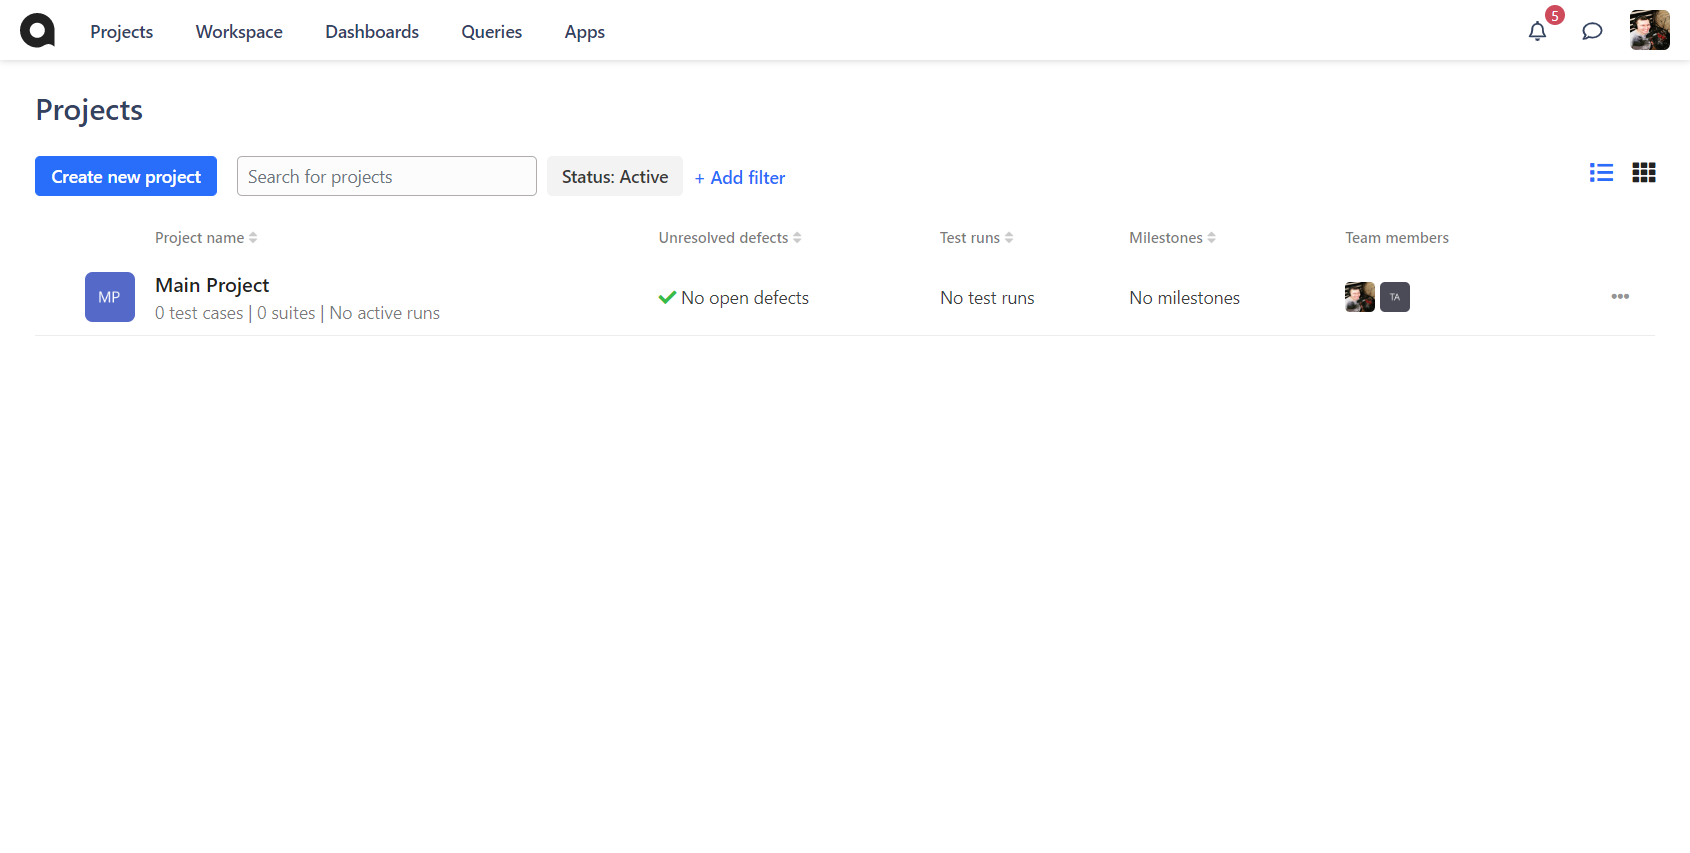 Projects Workspace Dashboards Queries Apps 5
Projects
Create new project Search for projects Status: Active + Add filter
Project name Unresolved defects Test runs Milestones Team members
MP Main Project No open defects No test runs No milestones TA
0 test cases | 0 suites | No active runs